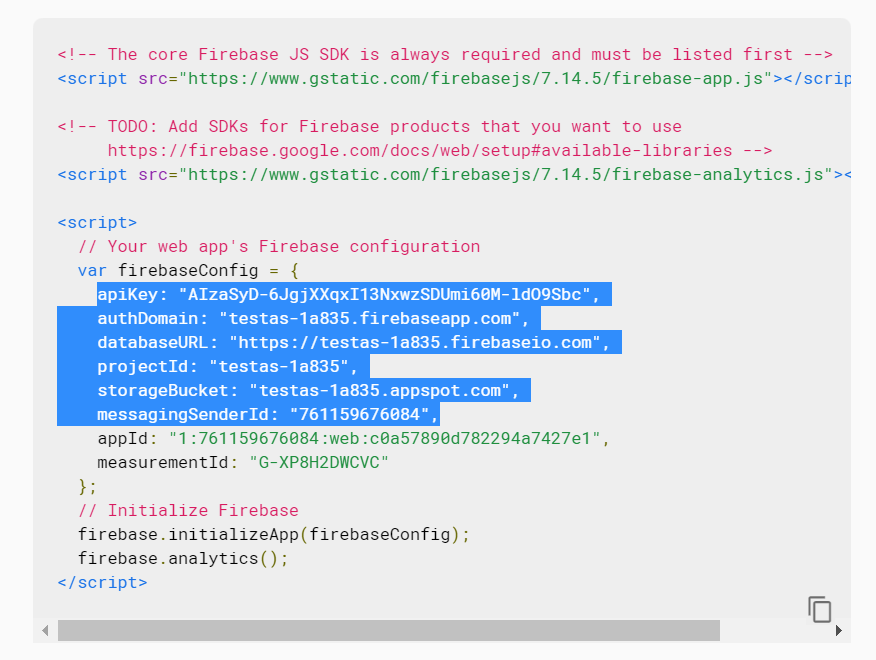 <!-- The core Firebase JS SDK is always required and must be listed first -->
<script src="https://www.gstatic.com/firebasejs/7.14.5/firebase-app.js"></scrip
<!-- TODO: Add SDKs for Firebase products that you want to use
https://firebase.google.com/docs/web/setup#available-libraries -->
<script src="https://www.gstatic.com/firebasejs/7.14.5/firebase-analytics.js"><
<script>
// Your web app's Firebase configuration
var firebaseConfig = {
apiKey: "AIzaSyD-6JgjXXqxI13NxwzSDUmi60M-ldO9Sbc",
authDomain: "testas-1a835.firebaseapp.com",
databaseURL: "https://testas-1a835.firebaseio.com",
projectId: "testas-1a835",
storageBucket: "testas-1a835.appspot.com",
messagingSenderId: "761159676084",
appId: "1:761159676084:web:c0a57890d782294a7427e1",
measurementId: "G-XP8H2DWCVC"
};
// Initialize Firebase
firebase.initializeApp(firebaseConfig);
firebase.analytics();
</script>